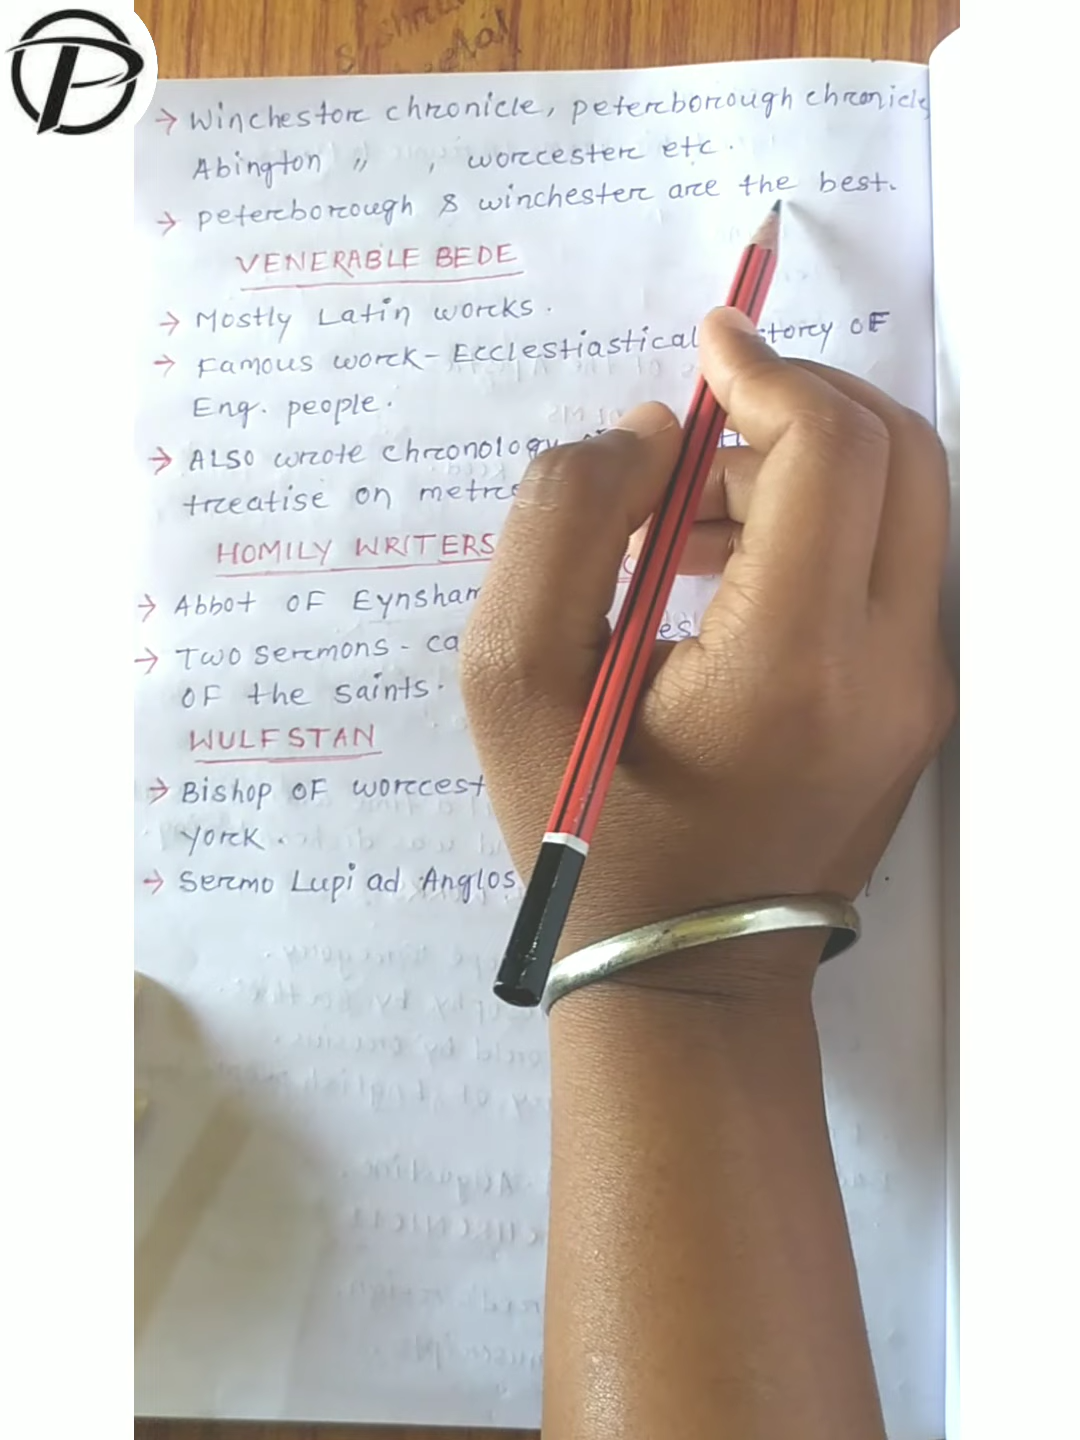 → Winchester chronicle, peterborough chronicle
Abington " , worcester etc.
→ peterborough & winchester are the best.
VENERABLE BEDE
→ Mostly Latin works.
→ Famous work - Ecclestiastical OF
Eng. people.
→ ALSO wrote chronology
treatise on
HOMILY WRITERS
→ Abbot OF
→ Two sermons -
OF the saints.
WULFSTAN
→ Bishop OF
York.
→ Sermo Lupi ad Anglos